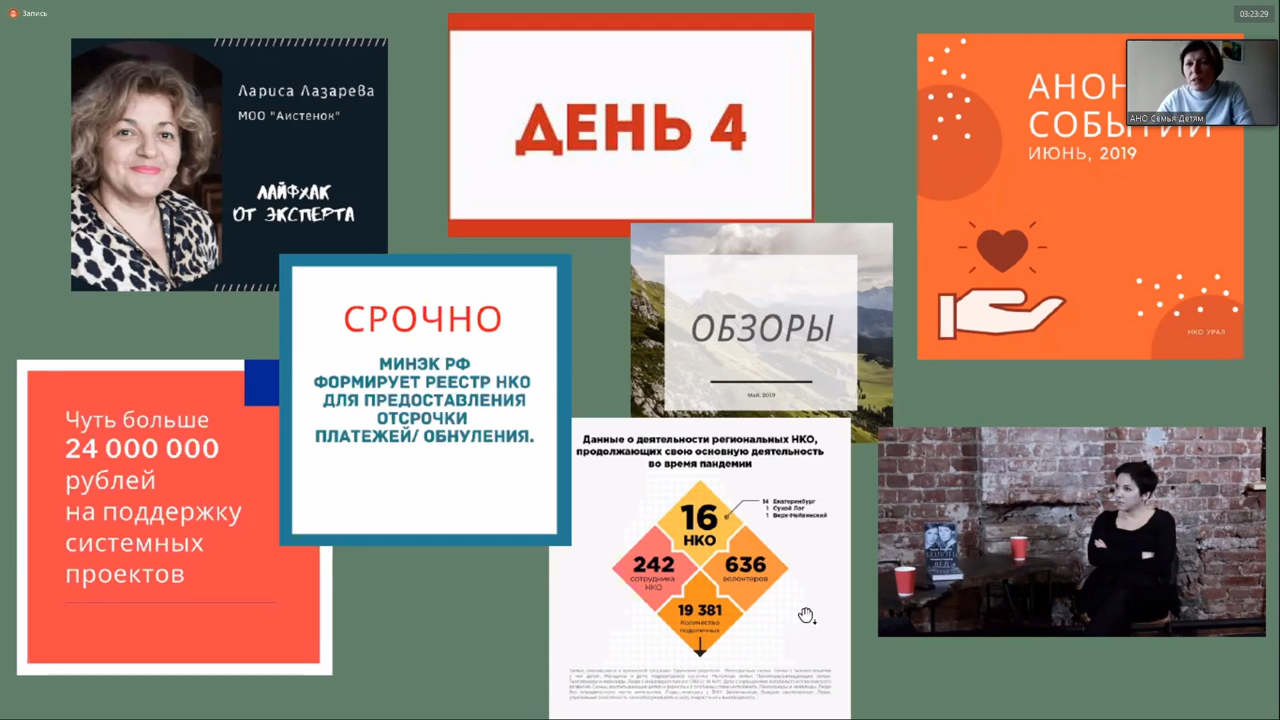 Запись
03:23:29
Лариса Лазарева
МОО "Аистенок"
ЛАЙФХАК
ОТ ЭКСПЕРТА
ДЕНЬ 4
АНОН
СОБЫТИЙ
ИЮНЬ, 2019
НКО УРАЛ
АНО Семья Детям
СРОЧНО
МИНЭК РФ
ФОРМИРУЕТ РЕЕСТР НКО
ДЛЯ ПРЕДОСТАВЛЕНИЯ
ОТСРОЧКИ
ПЛАТЕЖЕЙ/ ОБНУЛЕНИЯ.
ОБЗОРЫ
Май, 2019
Чуть больше
24 000 000
рублей
на поддержку
системных
проектов
Данные о деятельности региональных НКО,
продолжающих свою основную деятельность
во время пандемии
16
НКО
14 Екатеринбург
1 Сухой Лог
1 Верх-Нейвинский
242
сотрудника
НКО
636
волонтеров
19 381
Количество
подопечных